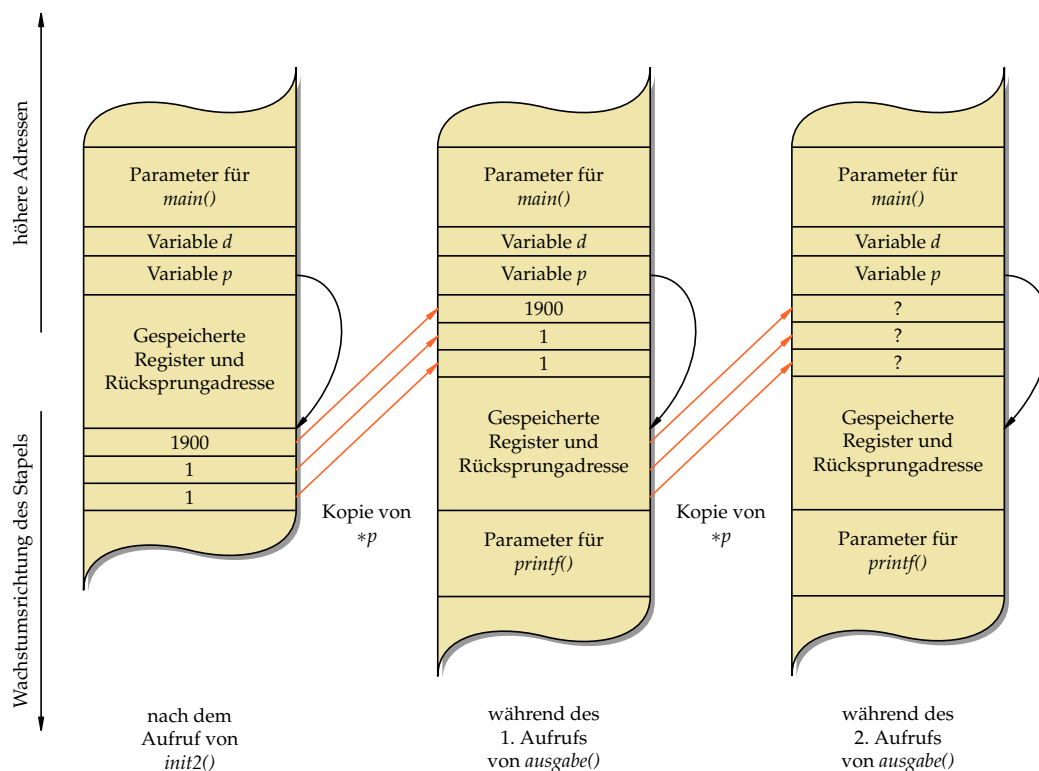 höhere Adressen
Wachstumsrichtung des Stapels
Parameter für
main()
Variable d
Variable p
Gespeicherte
Register und
Rücksprungadresse
1900
1
1
nach dem
Aufruf von
init2()
Kopie von
*p
Parameter für
main()
Variable d
Variable p
1900
1
1
Gespeicherte
Register und
Rücksprungadresse
Parameter für
printf()
während des
1. Aufrufs
von ausgabe()
Kopie von
*p
Parameter für
main()
Variable d
Variable p
?
?
?
Gespeicherte
Register und
Rücksprungadresse
Parameter für
printf()
während des
2. Aufrufs
von ausgabe()